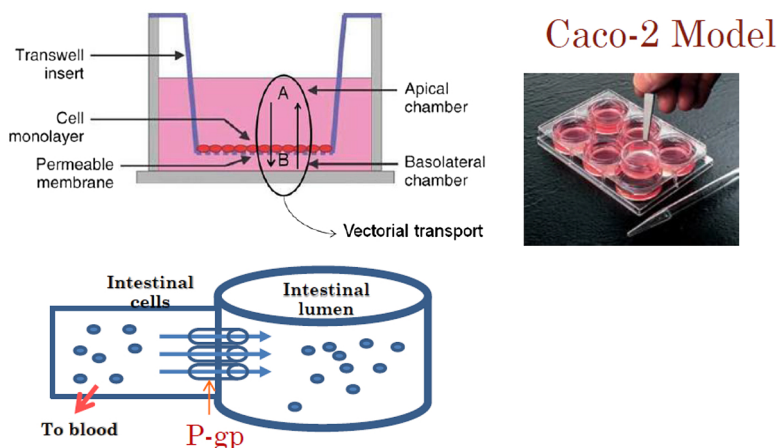 Caco-2 Model
Transwell
insert
Cell
monolayer
Permeable
membrane
A
B
Apical
chamber
Basolateral
chamber
Vectorial transport
Intestinal
cells
Intestinal
lumen
To blood
P-gp